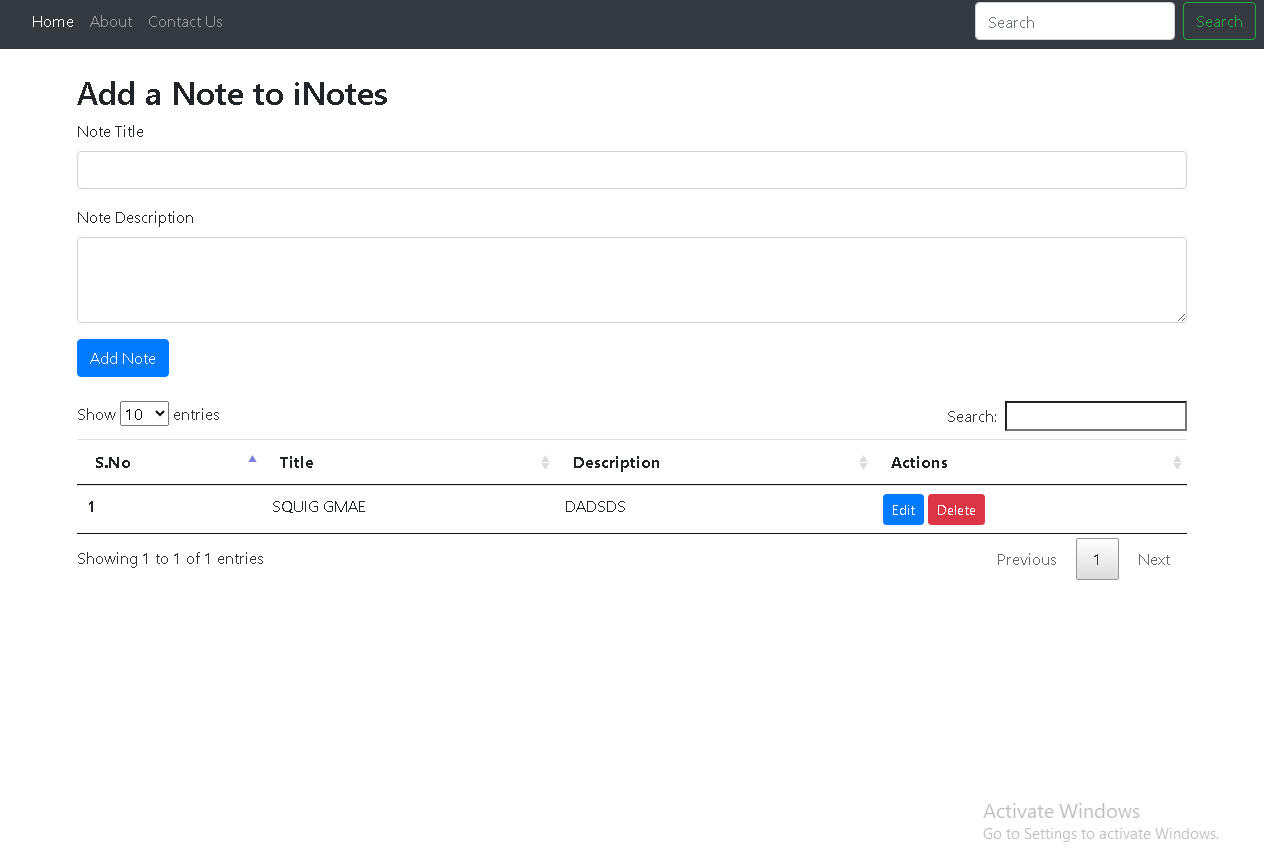 Home About Contact Us Search Search
Add a Note to iNotes
Note Title
Note Description
Add Note
Show 10 entries Search:
S.No Title Description Actions
1 SQUIG GMAE DADSDS Edit Delete
Showing 1 to 1 of 1 entries Previous 1 Next
Activate Windows
Go to Settings to activate Windows.